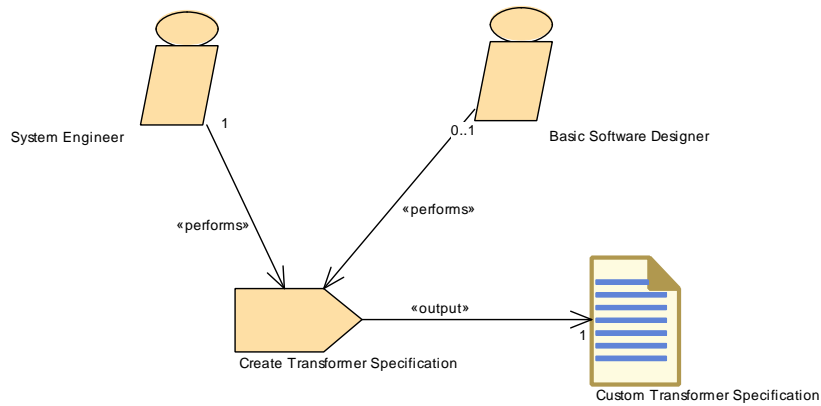 System Engineer
1
0..1
Basic Software Designer
«performs»
«performs»
«output»
1
Create Transformer Specification
Custom Transformer Specification